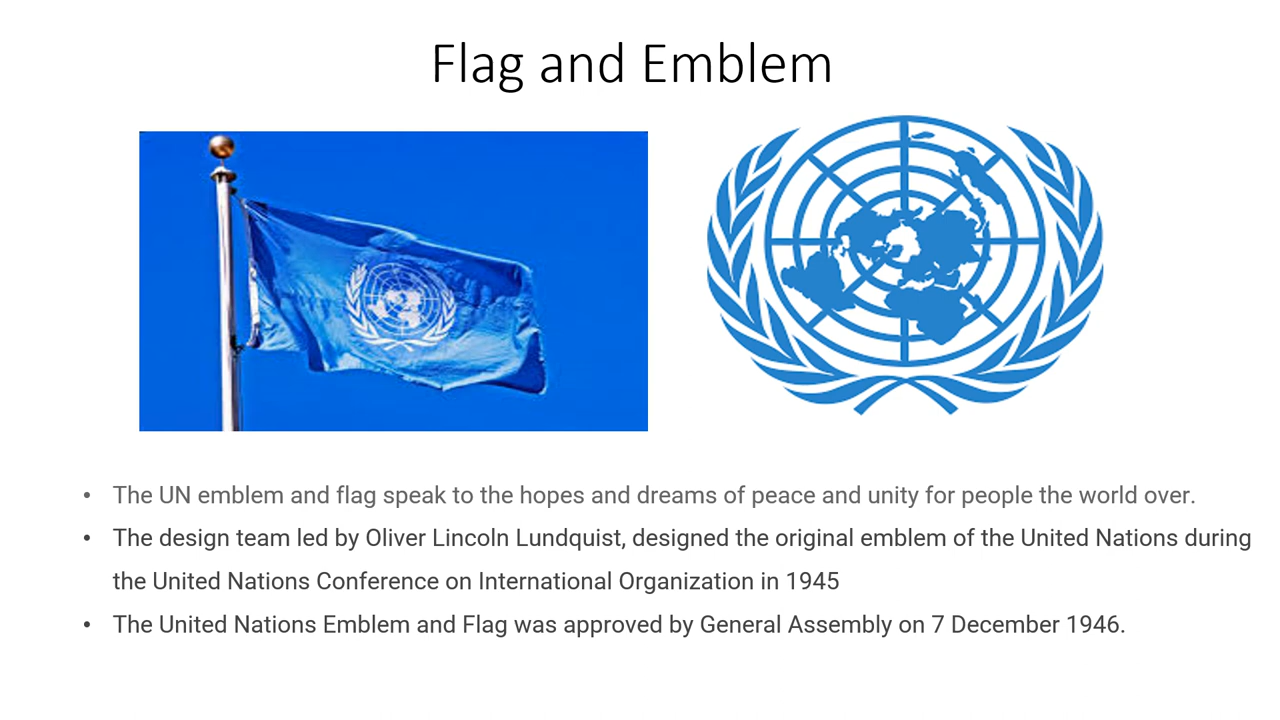 Flag and Emblem
• The UN emblem and flag speak to the hopes and dreams of peace and unity for people the world over.
• The design team led by Oliver Lincoln Lundquist, designed the original emblem of the United Nations during
the United Nations Conference on International Organization in 1945
• The United Nations Emblem and Flag was approved by General Assembly on 7 December 1946.